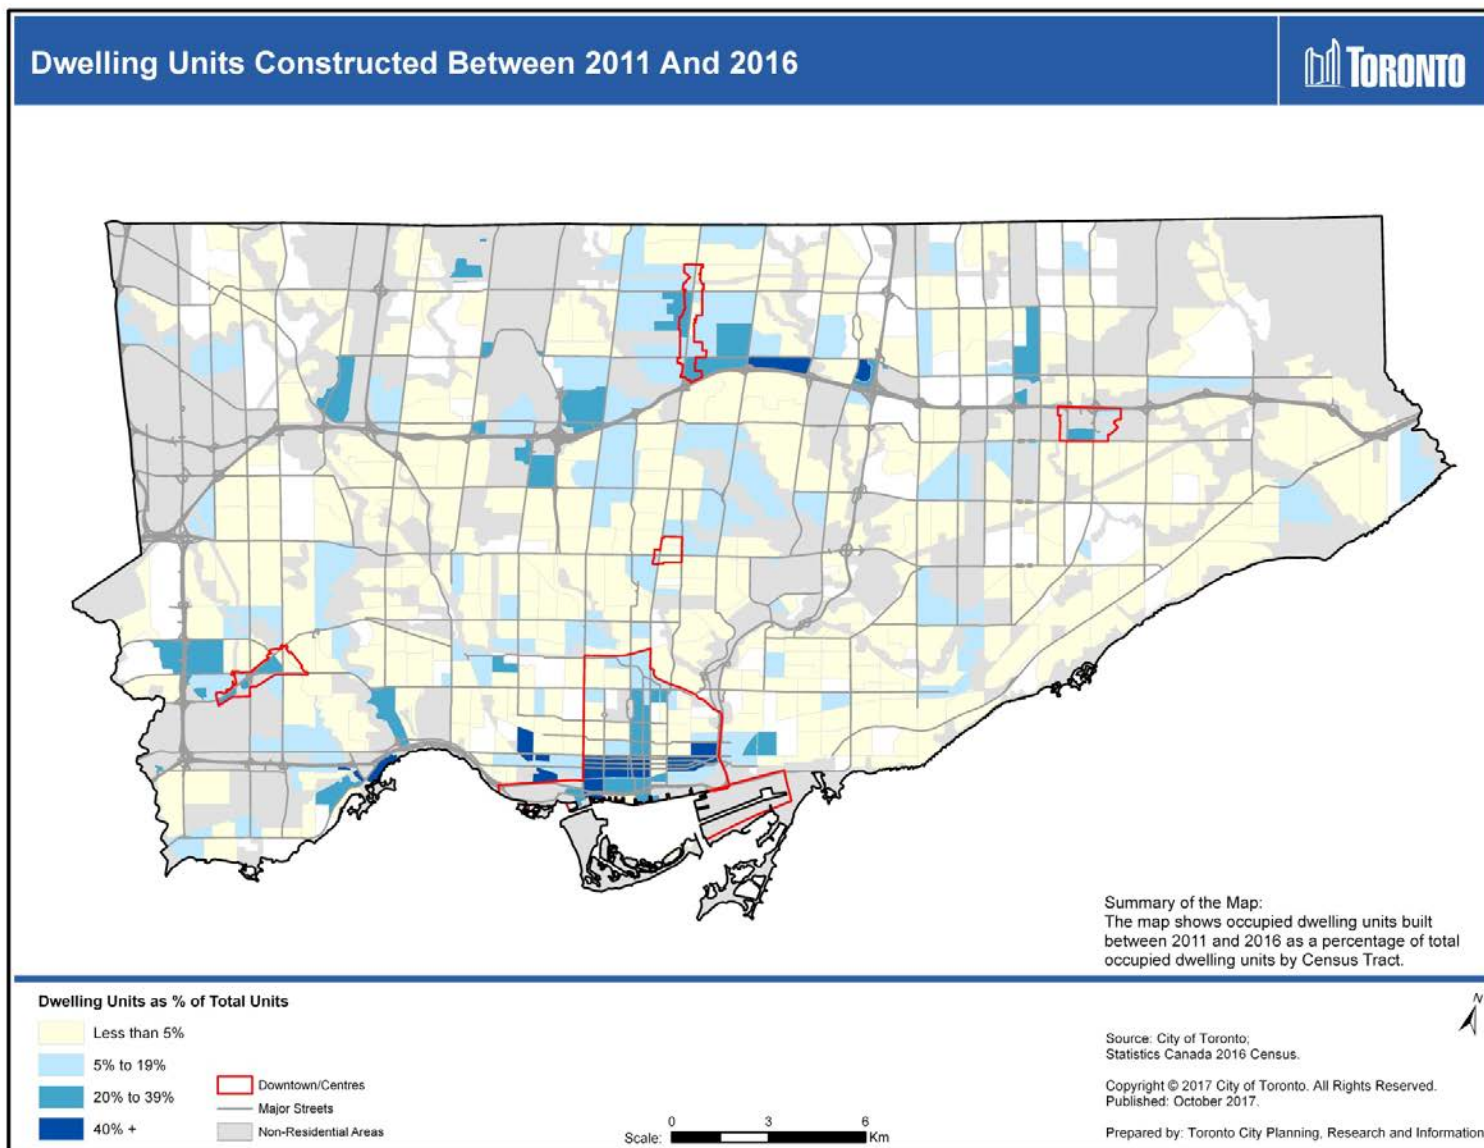 Dwelling Units Constructed Between 2011 And 2016
TORONTO
Summary of the Map:
The map shows occupied dwelling units built
between 2011 and 2016 as a percentage of total
occupied dwelling units by Census Tract.
Dwelling Units as % of Total Units
Less than 5%
5% to 19%
20% to 39%
40% +
Downtown/Centres
Major Streets
Non-Residential Areas
Scale:
0 3 6
Km
N
Source: City of Toronto;
Statistics Canada 2016 Census.
Copyright © 2017 City of Toronto. All Rights Reserved.
Published: October 2017.
Prepared by: Toronto City Planning, Research and Information